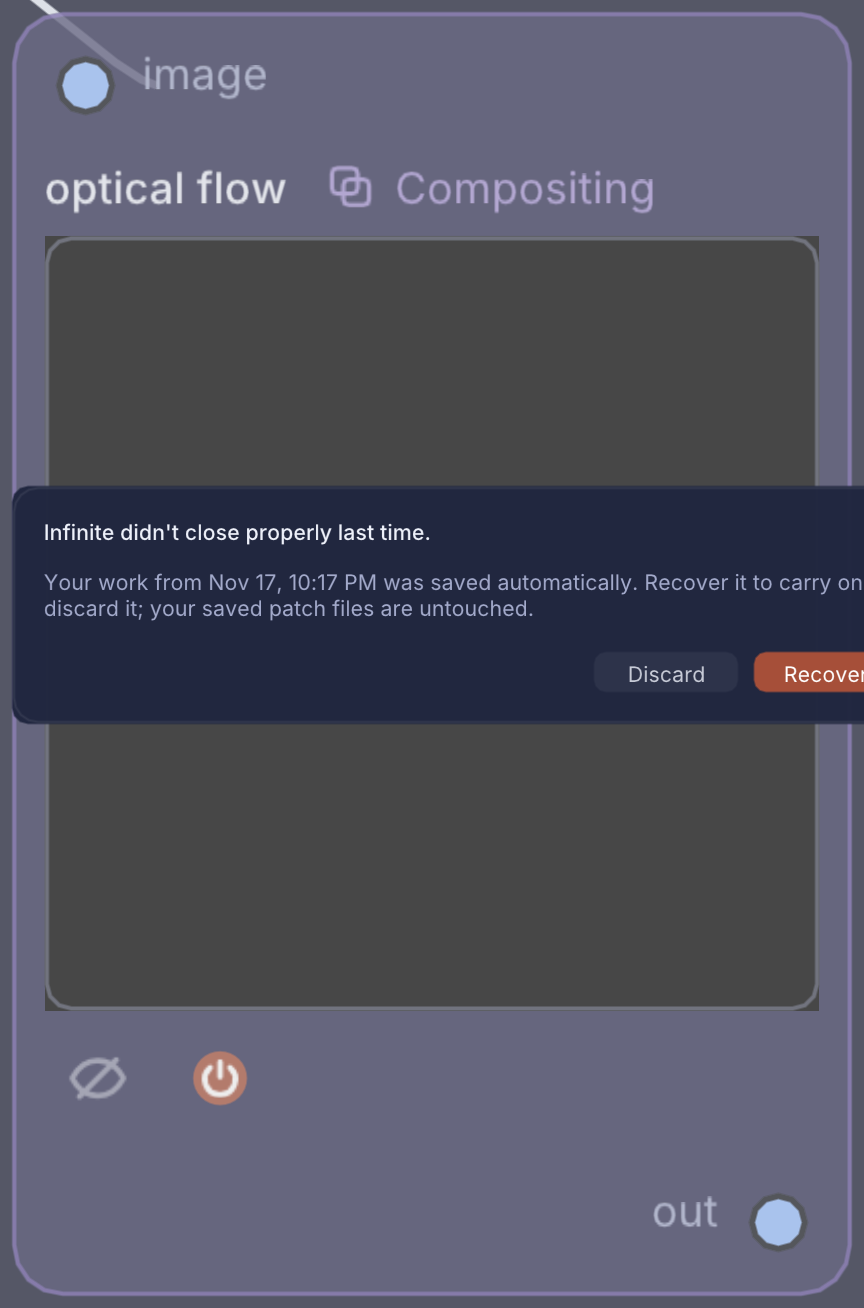 image
optical flow Compositing
Infinite didn't close properly last time.
Your work from Nov 17, 10:17 PM was saved automatically. Recover it to carry on
discard it; your saved patch files are untouched.
Discard Recover
out